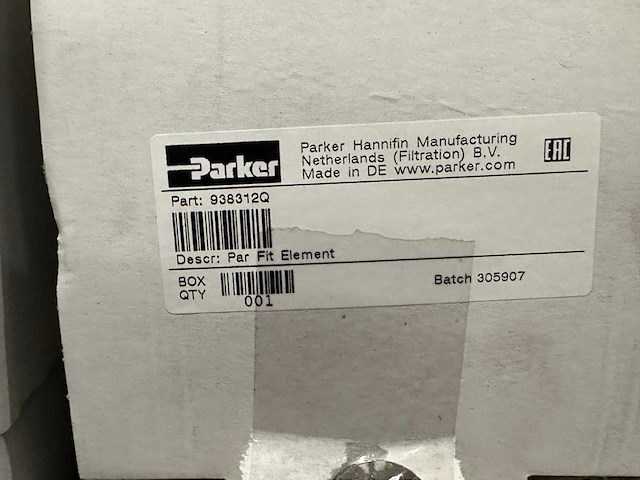 Parker
Parker Hannifin Manufacturing
Netherlands (Filtration) B.V.
Made in DE www.parker.com
EAC
Part: 938312Q
Descr: Par Fit Element
BOX
QTY
001
Batch 305907